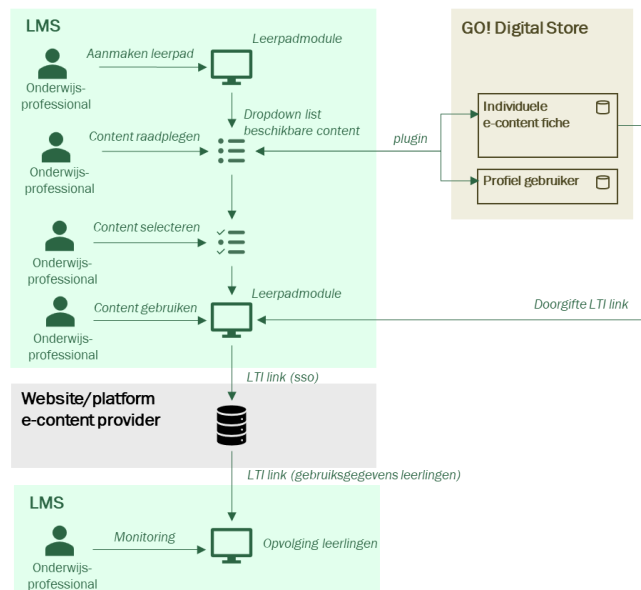 LMS
GO! Digital Store
Leerpadmodule
Aanmaken leerpad
Onderwijs-
professional
Dropdown list
beschikbare content
Individuele
e-content fiche
Content raadplegen
plugin
Onderwijs-
professional
Profiel gebruiker
Content selecteren
Onderwijs-
professional
Leerpadmodule
Content gebruiken
Doorgifte LTI link
Onderwijs-
professional
LTI link (sso)
Website/platform
e-content provider
LTI link (gebruiksgegevens leerlingen)
LMS
Monitoring
Opvolging leerlingen
Onderwijs-
professional